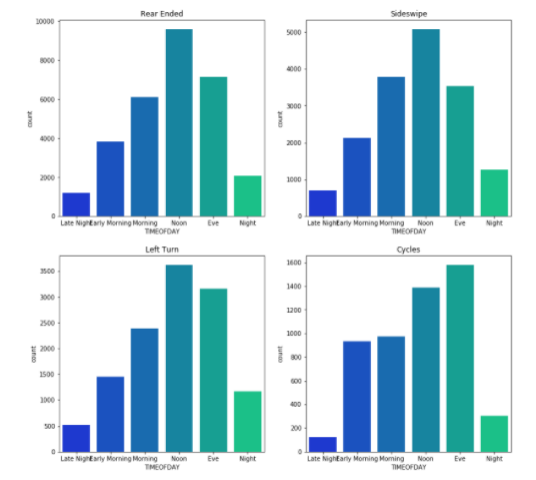 Rear Ended
10000
8000
6000
4000
2000
0
count
Late Night Early Morning Morning Noon Eve Night
TIMEOFDAY
Sideswipe
5000
4000
3000
2000
1000
0
count
Late Night Early Morning Morning Noon Eve Night
TIMEOFDAY
Left Turn
3500
3000
2500
2000
1500
1000
500
0
count
Late Night Early Morning Morning Noon Eve Night
TIMEOFDAY
Cycles
1600
1400
1200
1000
800
600
400
200
0
count
Late Night Early Morning Morning Noon Eve Night
TIMEOFDAY